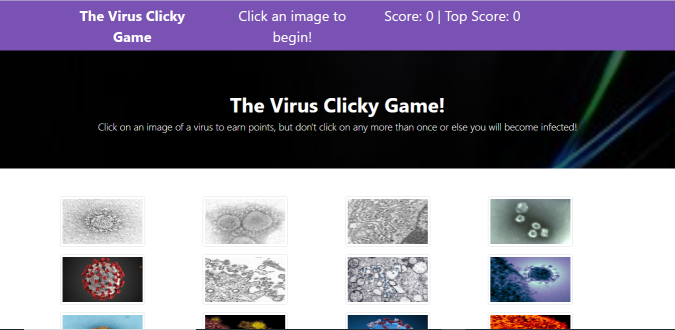 The Virus Clicky
Game
Click an image to
begin!
Score: 0 | Top Score: 0
The Virus Clicky Game!
Click on an image of a virus to earn points, but don't click on any more than once or else you will become infected!